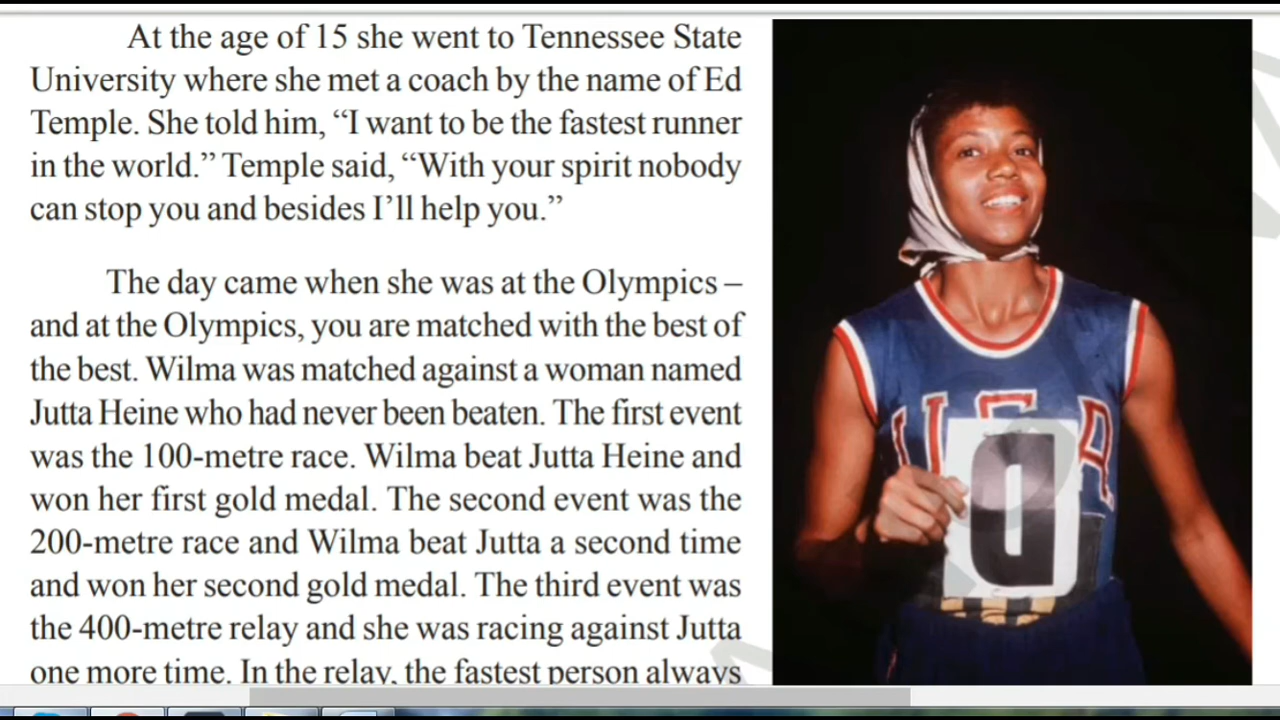 At the age of 15 she went to Tennessee State
University where she met a coach by the name of Ed
Temple. She told him, “I want to be the fastest runner
in the world.” Temple said, “With your spirit nobody
can stop you and besides I’ll help you.”
The day came when she was at the Olympics –
and at the Olympics, you are matched with the best of
the best. Wilma was matched against a woman named
Jutta Heine who had never been beaten. The first event
was the 100-metre race. Wilma beat Jutta Heine and
won her first gold medal. The second event was the
200-metre race and Wilma beat Jutta a second time
and won her second gold medal. The third event was
the 400-metre relay and she was racing against Jutta
one more time. In the relay, the fastest person always
USA